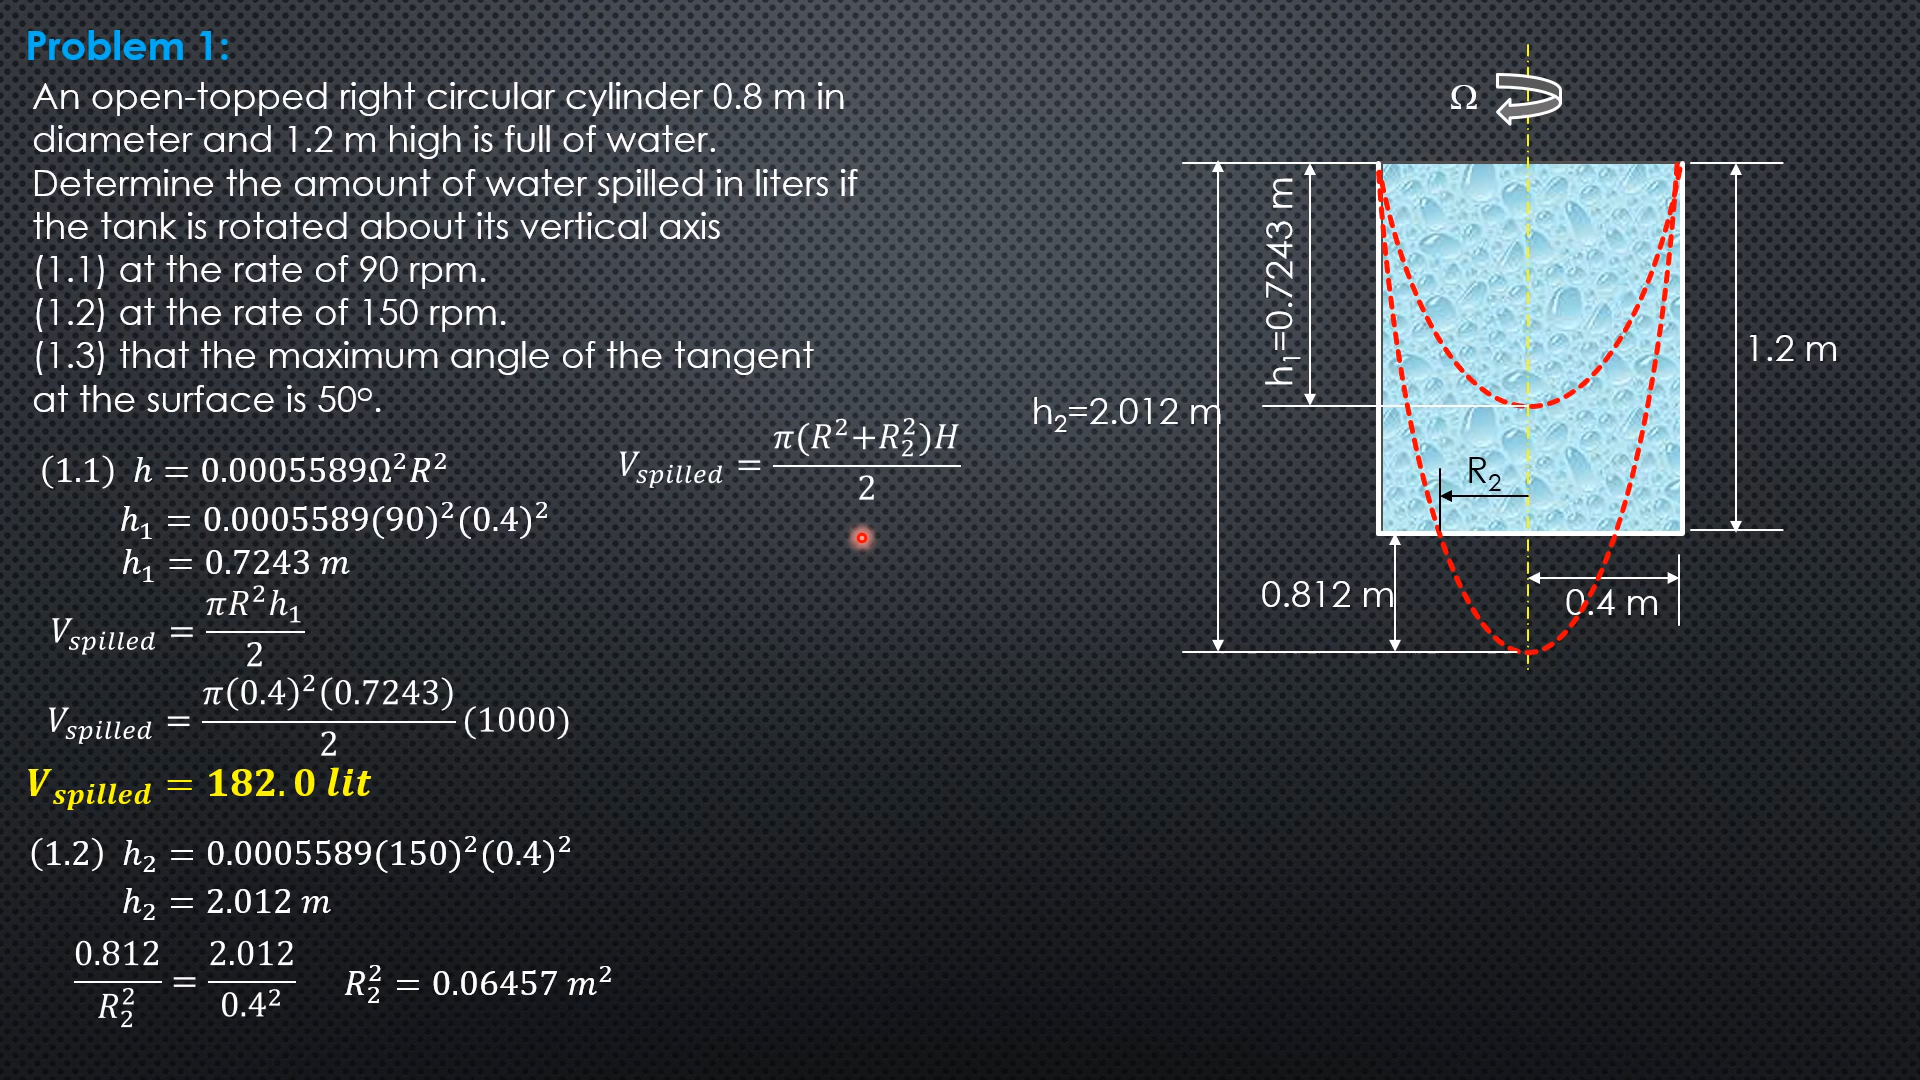 Problem 1:
An open-topped right circular cylinder 0.8 m in
diameter and 1.2 m high is full of water.
Determine the amount of water spilled in liters if
the tank is rotated about its vertical axis
(1.1) at the rate of 90 rpm.
(1.2) at the rate of 150 rpm.
(1.3) that the maximum angle of the tangent
at the surface is 50°.
(1.1) h = 0.0005589Ω²R²
h₁ = 0.0005589(90)²(0.4)²
h₁ = 0.7243 m
V_spilled = πR²h₁/2
V_spilled = π(0.4)²(0.7243)/2 (1000)
V_spilled = 182.0 lit
(1.2) h₂ = 0.0005589(150)²(0.4)²
h₂ = 2.012 m
0.812/R₂² = 2.012/0.4² R₂² = 0.06457 m²
V_spilled = π(R²+R₂²)H/2
Ω
h₁=0.7243 m
h₂=2.012 m
1.2 m
R₂
0.812 m
0.4 m